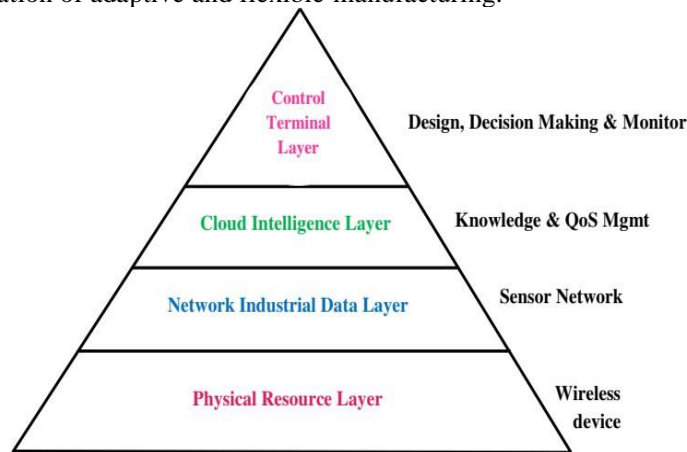 ation of adaptive and flexible manufacturing.
Control
Terminal
Layer
Design, Decision Making & Monitor
Cloud Intelligence Layer
Knowledge & QoS Mgmt
Sensor Network
Network Industrial Data Layer
Physical Resource Layer
Wireless
device